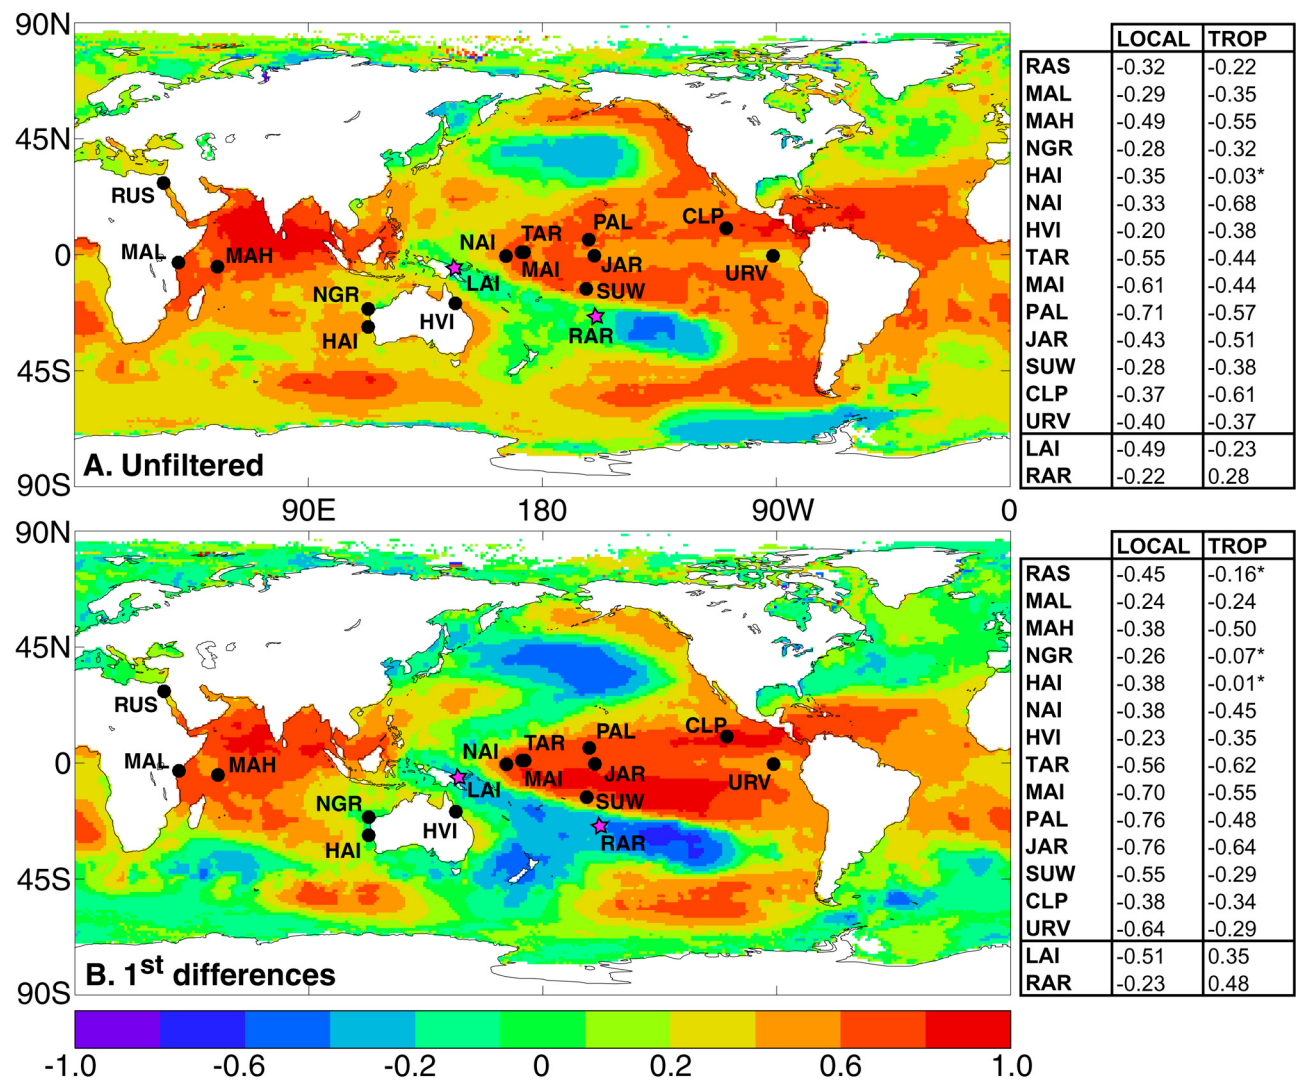 90N
45N
0
45S
90S
RUS
MAL
MAH
NGR
HAI
HVI
NAI
LAI
TAR
MAI
PAL
JAR
SUW
RAR
CLP
URV
A. Unfiltered
90E 180 90W 0
LOCAL TROP
RAS -0.32 -0.22
MAL -0.29 -0.35
MAH -0.49 -0.55
NGR -0.28 -0.32
HAI -0.35 -0.03*
NAI -0.33 -0.68
HVI -0.20 -0.38
TAR -0.55 -0.44
MAI -0.61 -0.44
PAL -0.71 -0.57
JAR -0.43 -0.51
SUW -0.28 -0.38
CLP -0.37 -0.61
URV -0.40 -0.37
LAI -0.49 -0.23
RAR -0.22 0.28
90N
45N
0
45S
90S
RUS
MAL
MAH
NGR
HAI
HVI
NAI
LAI
TAR
MAI
PAL
JAR
SUW
RAR
CLP
URV
B. 1st differences
LOCAL TROP
RAS -0.45 -0.16*
MAL -0.24 -0.24
MAH -0.38 -0.50
NGR -0.26 -0.07*
HAI -0.38 -0.01*
NAI -0.38 -0.45
HVI -0.23 -0.35
TAR -0.56 -0.62
MAI -0.70 -0.55
PAL -0.76 -0.48
JAR -0.76 -0.64
SUW -0.55 -0.29
CLP -0.38 -0.34
URV -0.64 -0.29
LAI -0.51 0.35
RAR -0.23 0.48
-1.0 -0.6 -0.2 0 0.2 0.6 1.0